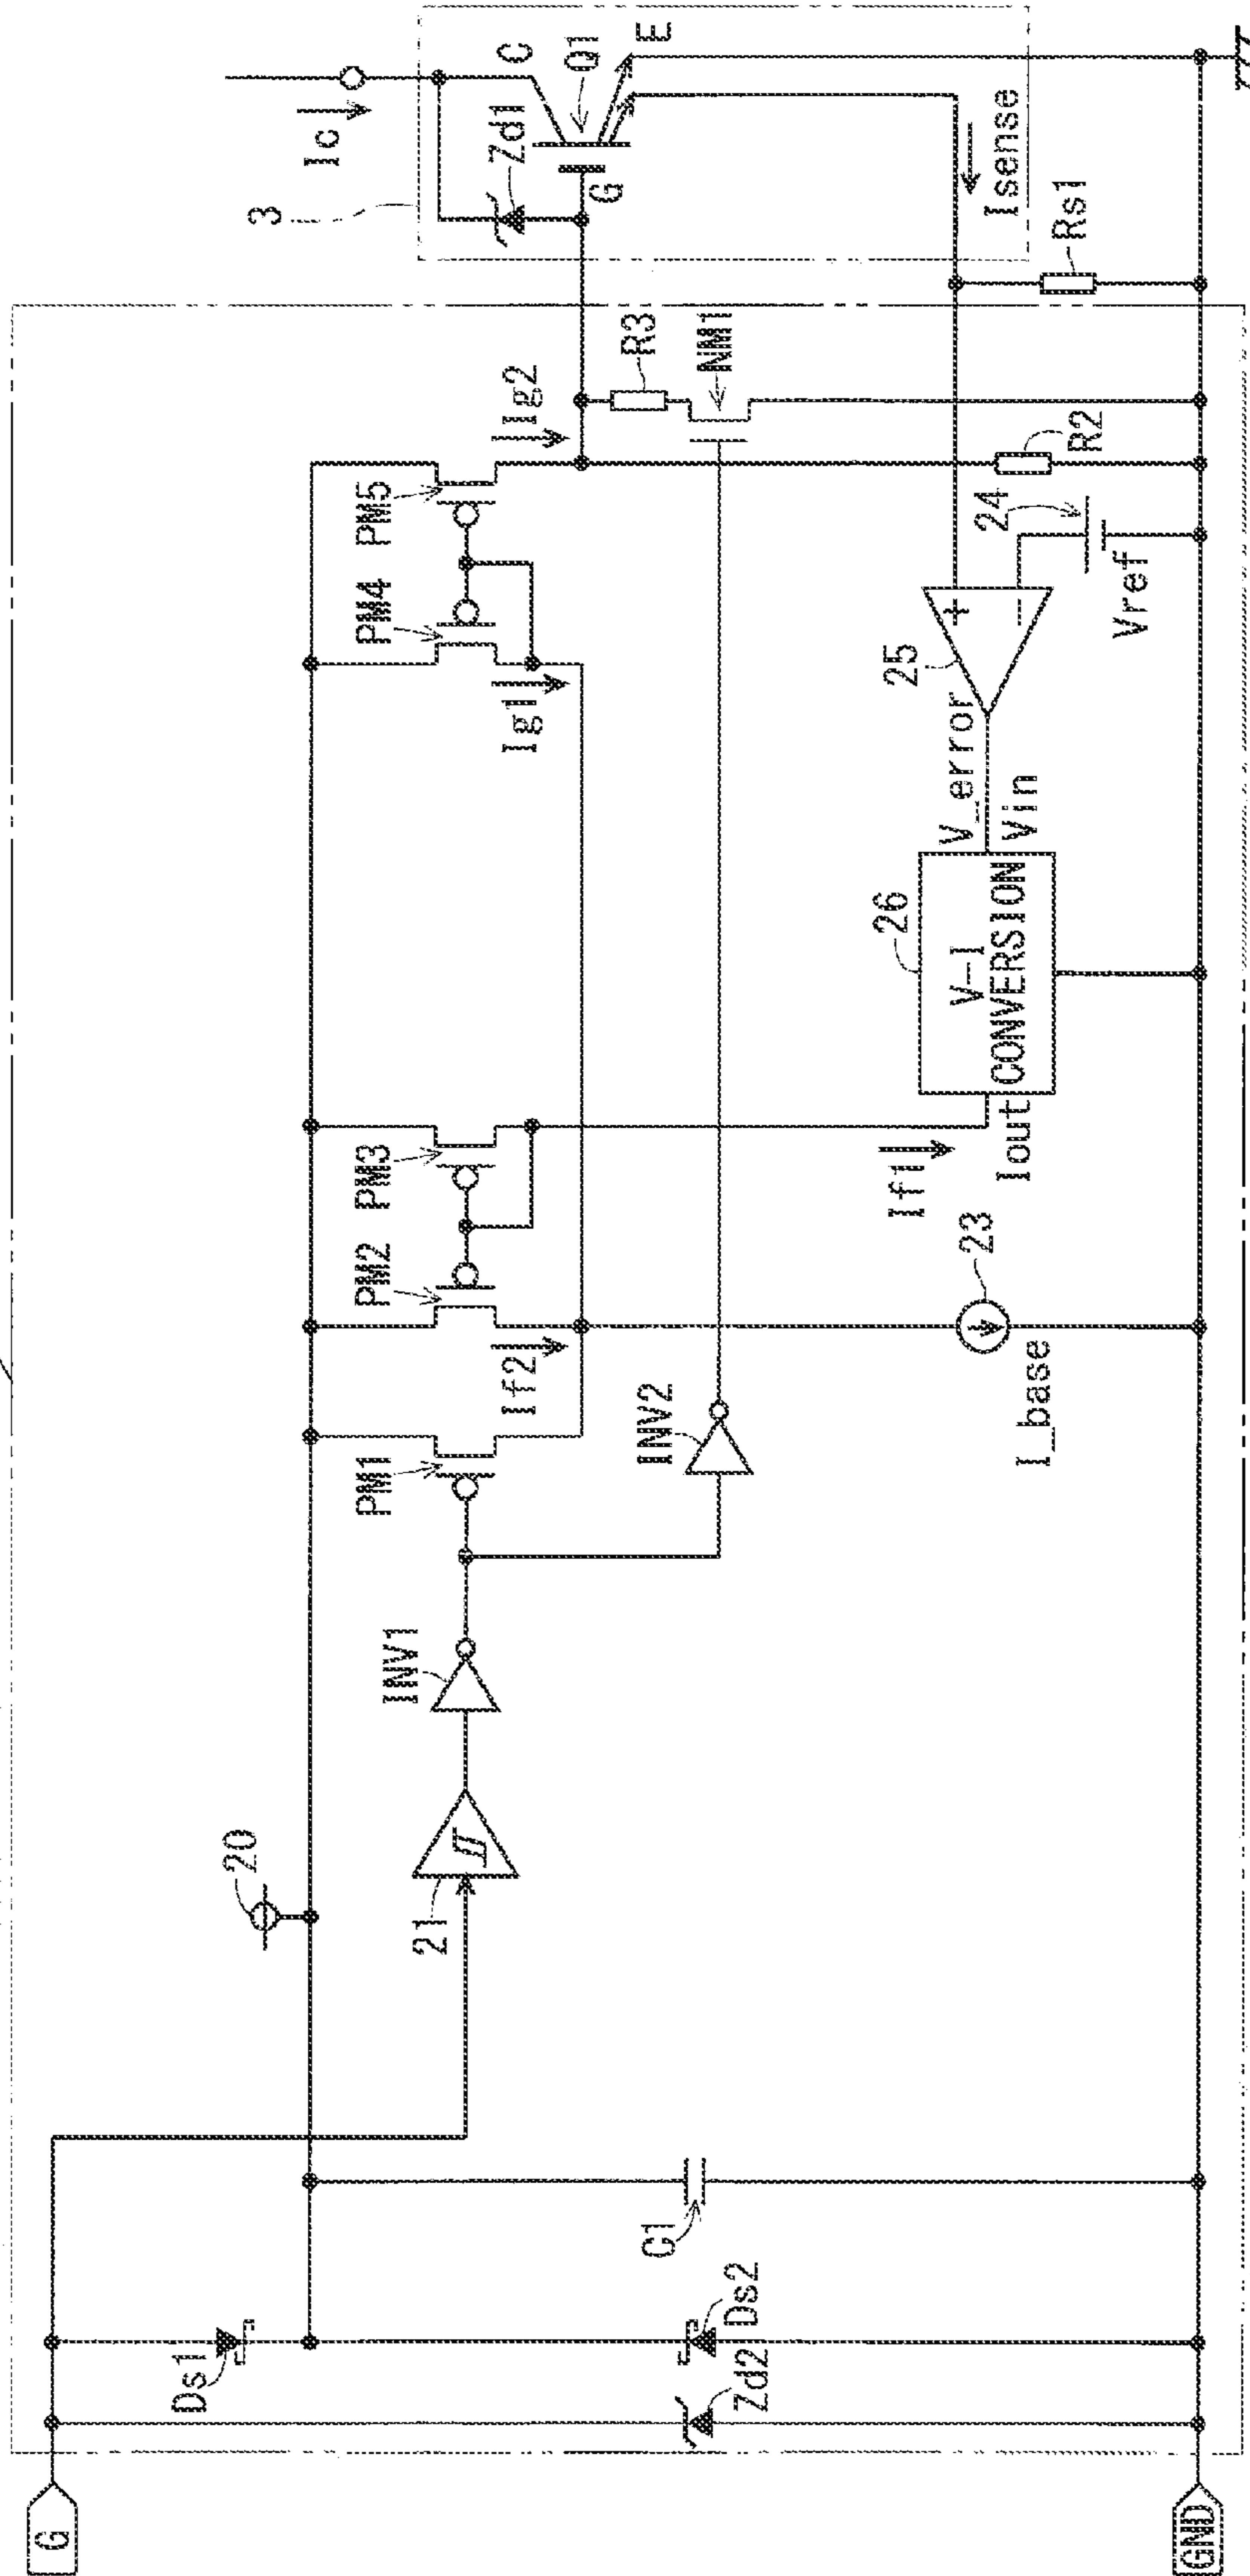 G
Ds1
Zd2
Ds2
C1
20
21
INV1
INV2
PM1
PM2
PM3
If2
23
I_base
If1
Iout
26
V-I
CONVERSION
V_error
Vin
25
+
−
24
Vref
PM4
PM5
Ig1
Ig2
R3
NM1
R2
3
Ic
Zd1
C
Q1
G
E
Isense
Rs1
GND